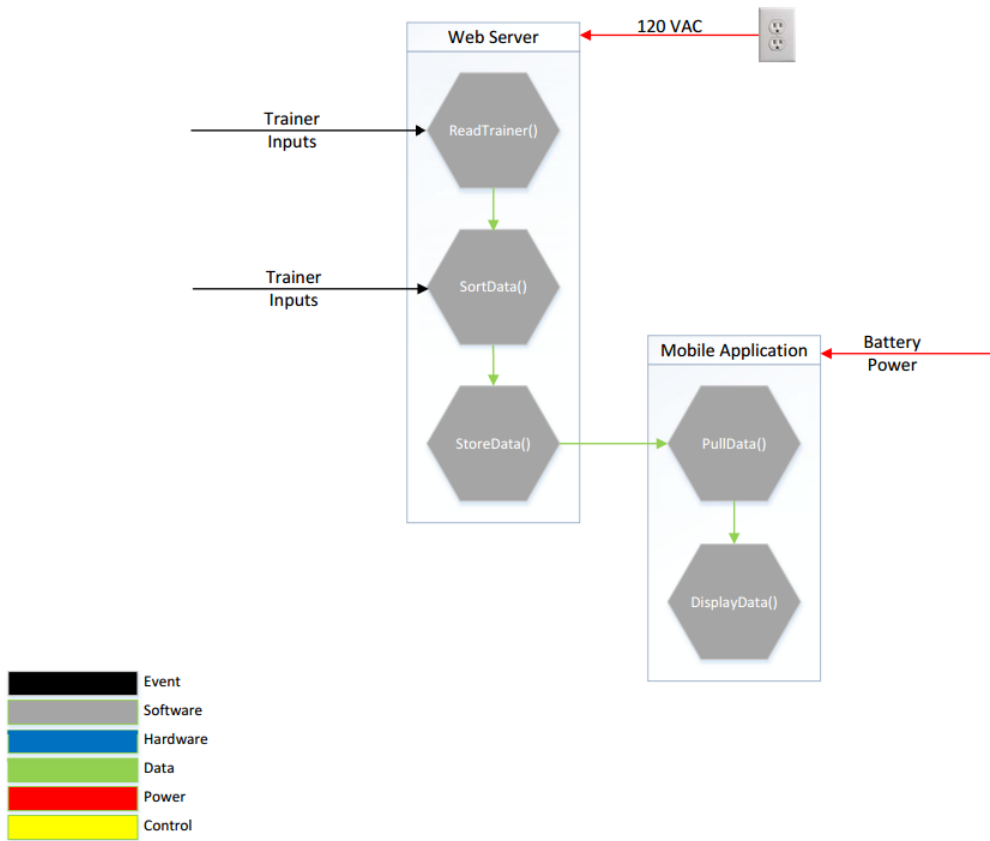 120 VAC
Web Server
Trainer
Inputs
ReadTrainer()
Trainer
Inputs
SortData()
Mobile Application
Battery
Power
StoreData()
PullData()
DisplayData()
Event
Software
Hardware
Data
Power
Control